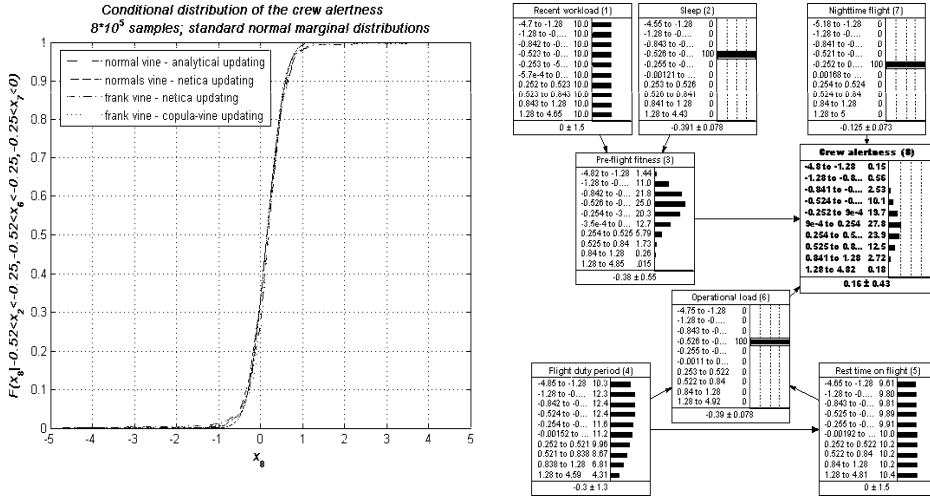 Conditional distribution of the crew alertness
8*10^5 samples; standard normal marginal distributions
normal vine - analytical updating
normals vine - netica updating
frank vine - netica updating
frank vine - copula-vine updating
1
0.9
0.8
0.7
0.6
0.5
0.4
0.3
0.2
0.1
0
-5 -4 -3 -2 -1 0 1 2 3 4 5
x8
F(x8|-0.52<x2<-0.25,-0.52<x6<-0.25,-0.25<x7<0)
Recent workload (1)
-4.7 to -1.28 10.0
-1.28 to -0.... 10.0
-0.842 to -0... 10.0
-0.523 to -0... 10.0
-0.253 to -5... 10.0
-5.7e-4 to 0... 10.0
0.252 to 0.523 10.0
0.523 to 0.843 10.0
0.843 to 1.28 10.0
1.28 to 4.65 10.0
0 ± 1.5
Sleep (2)
-4.55 to -1.28 0
-1.28 to -0.... 0
-0.843 to -0... 0
-0.526 to -0... 100
-0.253 to -0... 0
-0.00121 to ... 0
0.253 to 0.526 0
0.526 to 0.841 0
0.841 to 1.28 0
1.28 to 4.43 0
-0.391 ± 0.078
Nighttime flight (7)
-5.18 to -1.28 0
-1.28 to -0.... 0
-0.841 to -0... 0
-0.521 to -0... 0
-0.252 to 0... 100
0.00168 to ... 0
0.254 to 0.524 0
0.524 to 0.84 0
0.84 to 1.28 0
1.28 to 5 0
-0.125 ± 0.073
Pre-flight fitness (3)
-4.82 to -1.28 1.44
-1.28 to -0.... 11.0
-0.842 to -0... 21.8
-0.526 to -0... 25.0
-0.254 to -3... 20.3
-3.5e-4 to 0... 12.7
0.254 to 0.525 5.79
0.525 to 0.84 1.73
0.84 to 1.28 0.26
1.28 to 4.85 .015
-0.38 ± 0.55
Crew alertness (8)
-4.8 to -1.28 0.15
-1.28 to -0.8... 0.56
-0.841 to -0... 2.53
-0.524 to -0... 10.1
-0.252 to 9e-4 19.7
9e-4 to 0.254 27.8
0.254 to 0.5... 23.9
0.525 to 0.8... 12.5
0.841 to 1.28 2.72
1.28 to 4.82 0.18
0.16 ± 0.43
Operational load (6)
-4.75 to -1.28 0
-1.28 to -0.... 0
-0.843 to -0... 0
-0.526 to -0... 100
-0.255 to -0... 0
-0.0011 to ... 0
0.253 to 0.522 0
0.522 to 0.84 0
0.84 to 1.28 0
1.28 to 4.92 0
-0.39 ± 0.078
Flight duty period (4)
-4.85 to -1.28 10.3
-1.28 to -0.... 12.3
-0.842 to -0... 12.4
-0.524 to -0... 12.4
-0.254 to -0... 11.6
-0.00152 to ... 11.2
0.252 to 0.521 9.96
0.521 to 0.838 8.67
0.838 to 1.28 6.81
1.28 to 4.59 4.31
-0.3 ± 1.3
Rest time on flight (5)
-4.65 to -1.28 9.61
-1.28 to -0.... 9.80
-0.843 to -0... 9.81
-0.525 to -0... 9.89
-0.255 to -0... 9.91
-0.00192 to ... 10.0
0.252 to 0.522 10.2
0.522 to 0.84 10.2
0.84 to 1.28 10.2
1.28 to 4.81 10.4
0 ± 1.5